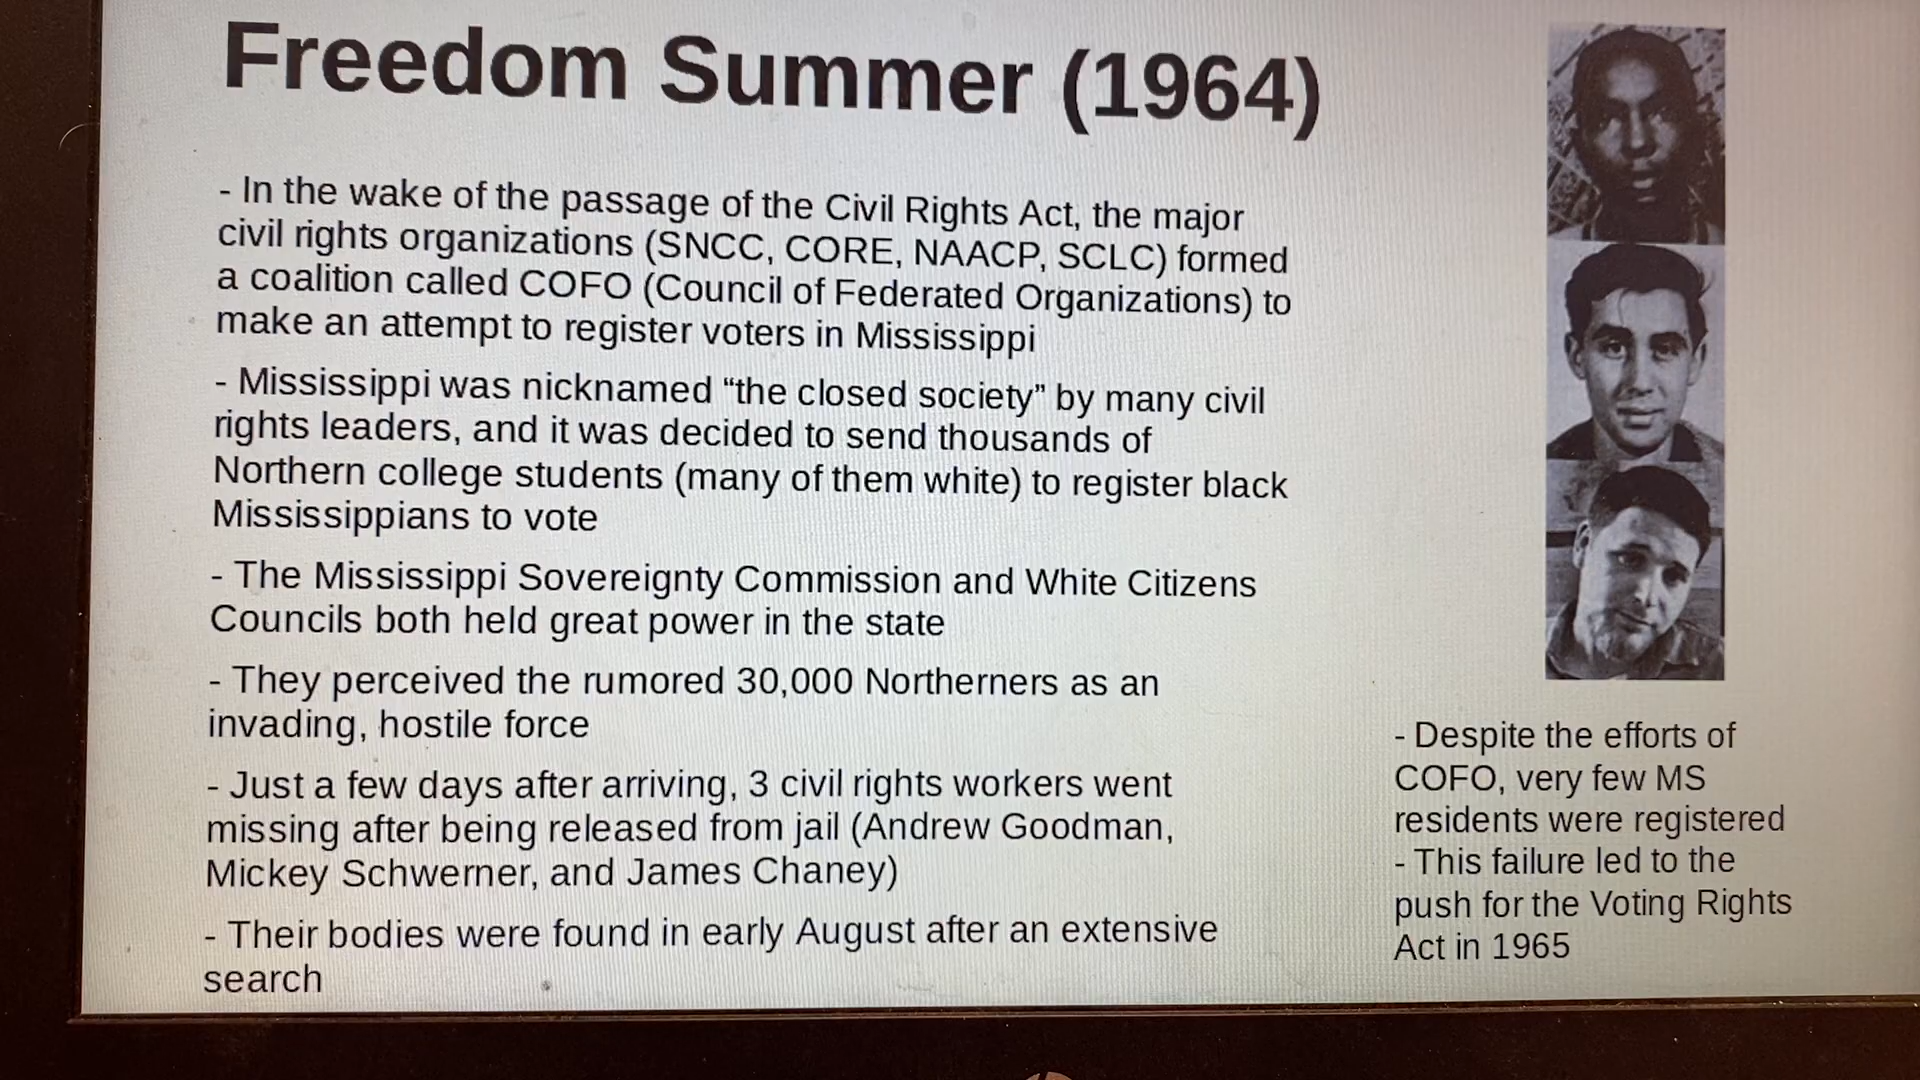 Freedom Summer (1964)
- In the wake of the passage of the Civil Rights Act, the major
civil rights organizations (SNCC, CORE, NAACP, SCLC) formed
a coalition called COFO (Council of Federated Organizations) to
make an attempt to register voters in Mississippi
- Mississippi was nicknamed “the closed society” by many civil
rights leaders, and it was decided to send thousands of
Northern college students (many of them white) to register black
Mississippians to vote
- The Mississippi Sovereignty Commission and White Citizens
Councils both held great power in the state
- They perceived the rumored 30,000 Northerners as an
invading, hostile force
- Just a few days after arriving, 3 civil rights workers went
missing after being released from jail (Andrew Goodman,
Mickey Schwerner, and James Chaney)
- Their bodies were found in early August after an extensive
search
- Despite the efforts of
COFO, very few MS
residents were registered
- This failure led to the
push for the Voting Rights
Act in 1965